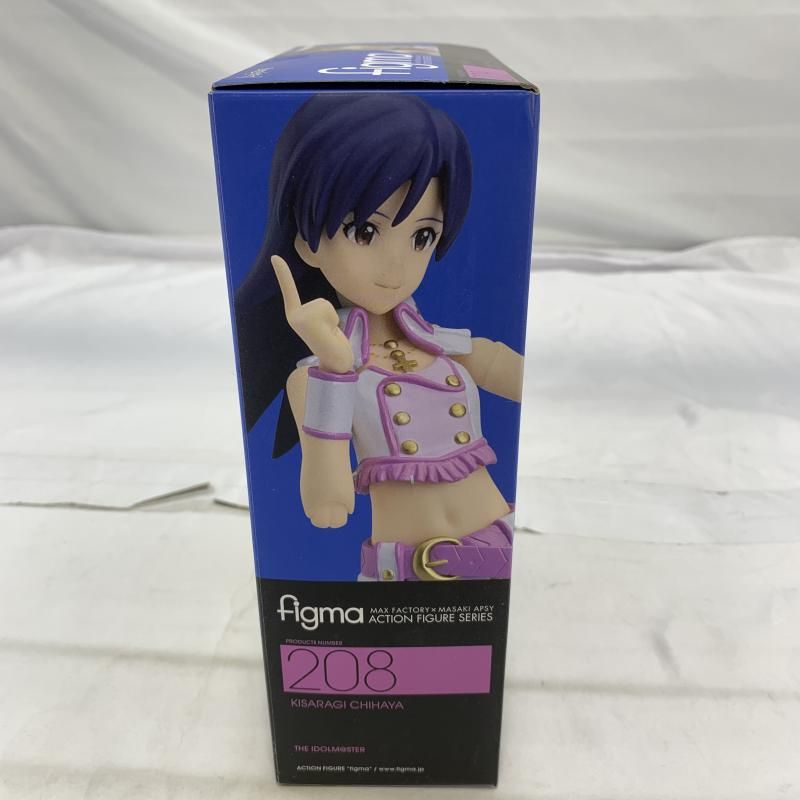 figma
figma
MAX FACTORY × MASAKI APSY
ACTION FIGURE SERIES
PRODUCTS NUMBER
208
KISARAGI CHIHAYA
THE IDOLM@STER
ACTION FIGURE "figma" / www.figma.jp